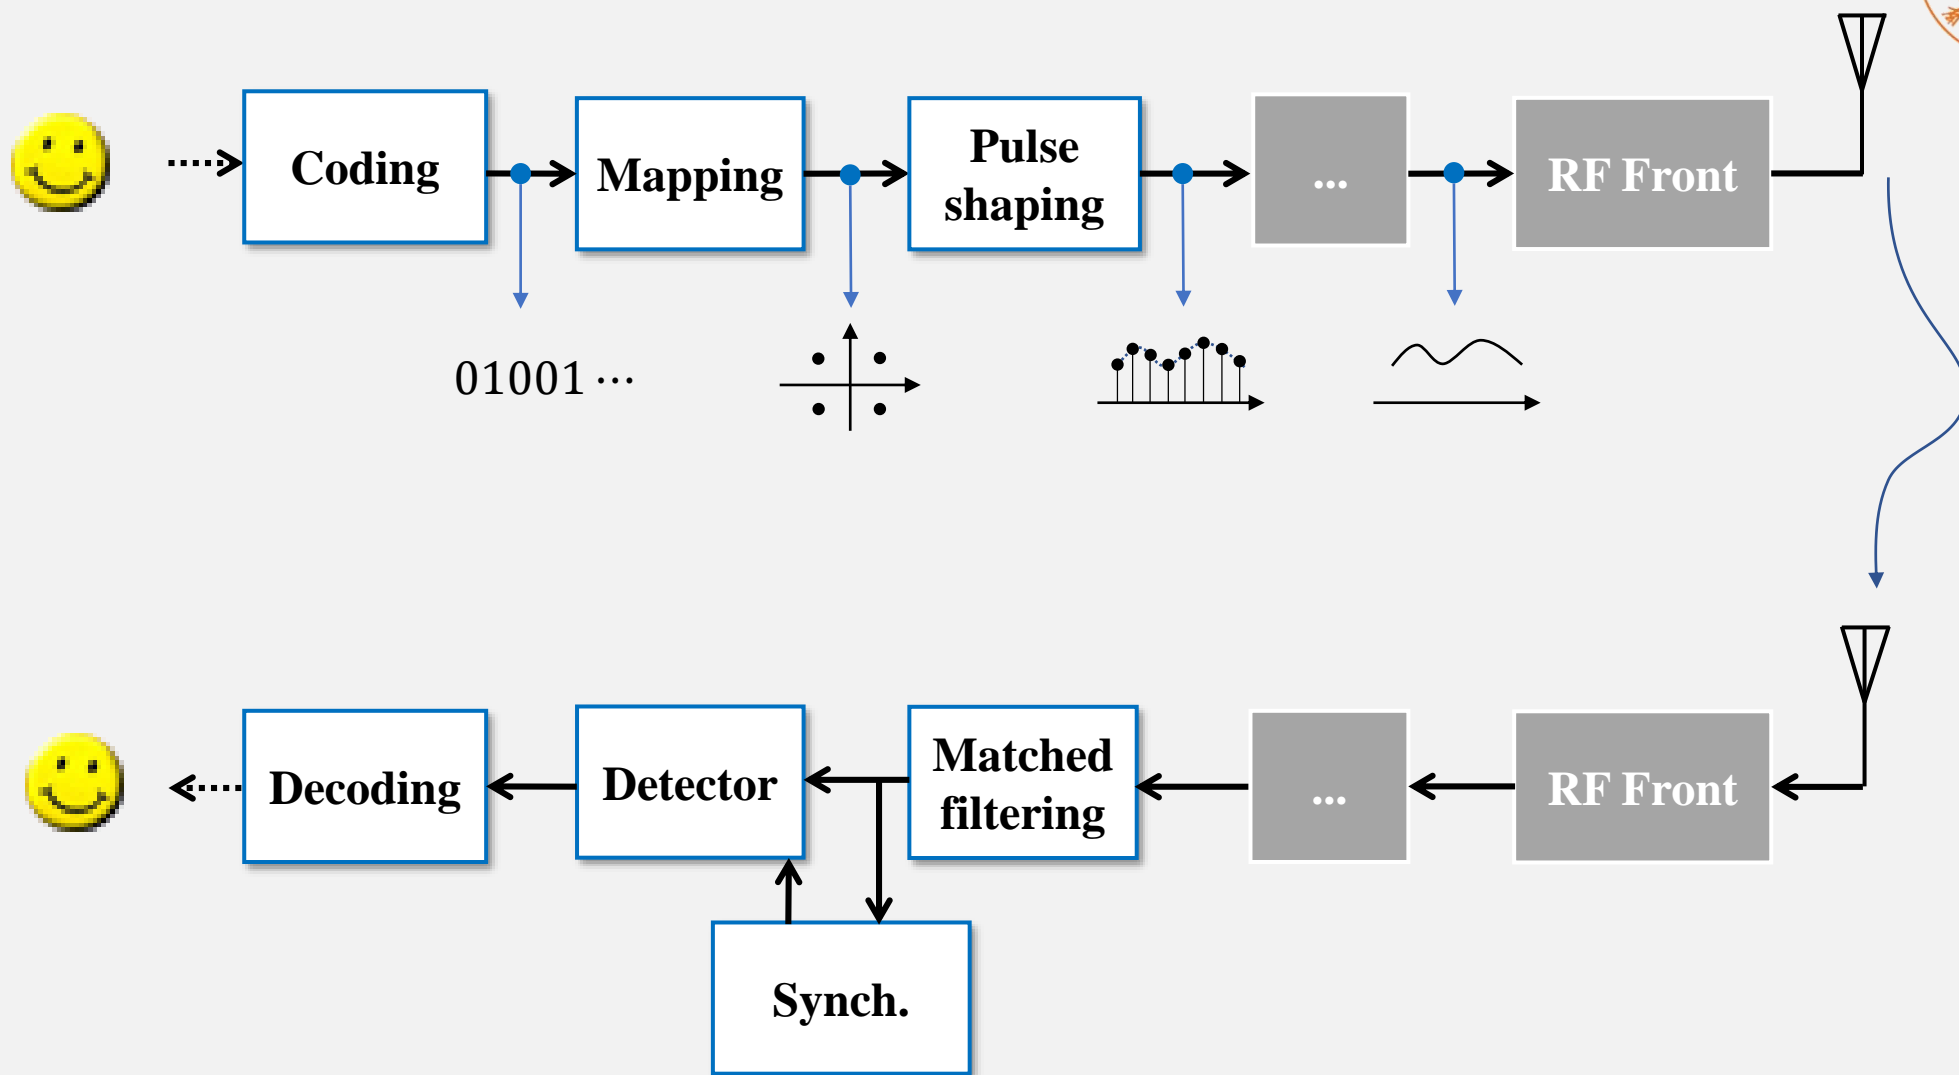 Coding
Mapping
Pulse
shaping
...
RF Front
01001 ⋯
Decoding
Detector
Matched
filtering
...
RF Front
Synch.